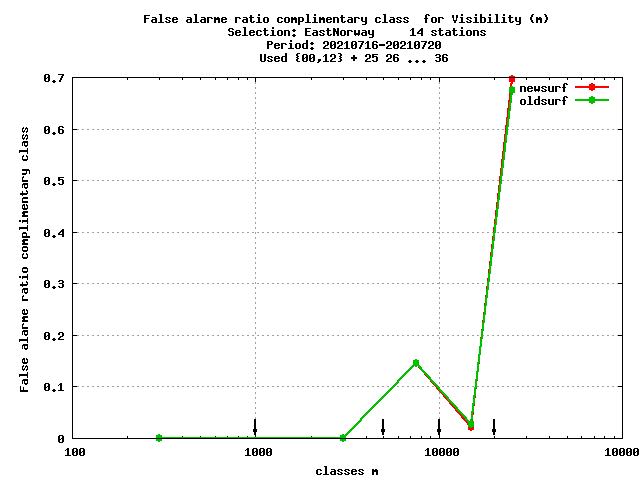 False alarme ratio complimentary class  for Visibility (m)
Selection: EastNorway     14 stations
Period: 20210716-20210720
Used {00,12} + 25 26 ... 36
newsurf
oldsurf
0.7
0.6
0.5
0.4
0.3
0.2
0.1
0
False alarme ratio complimentary class
100 1000 10000 10000
classes m